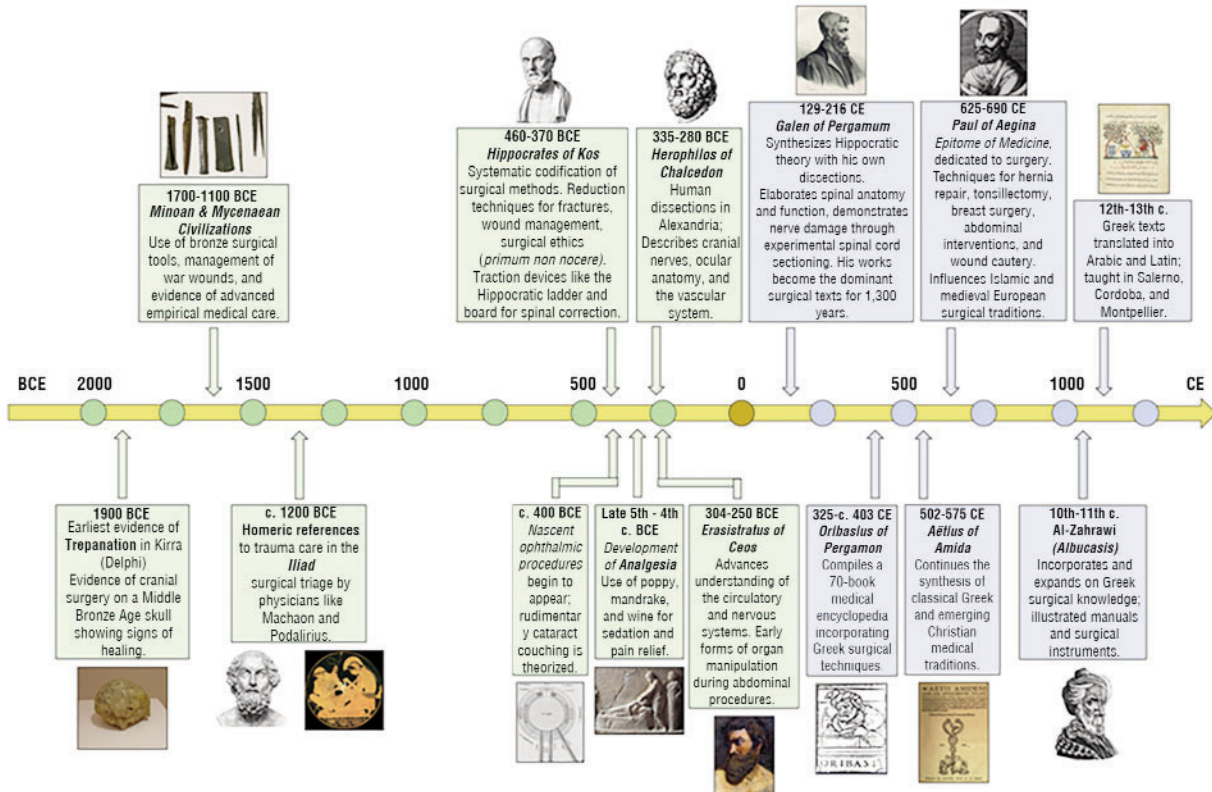 1700-1100 BCE
Minoan & Mycenaean
Civilizations
Use of bronze surgical
tools, management of
war wounds, and
evidence of advanced
empirical medical care.
460-370 BCE
Hippocrates of Kos
Systematic codification of
surgical methods. Reduction
techniques for fractures,
wound management,
surgical ethics
(primum non nocere).
Traction devices like the
Hippocratic ladder and
board for spinal correction.
335-280 BCE
Herophilos of
Chalcedon
Human
dissections in
Alexandria;
Describes cranial
nerves, ocular
anatomy, and
the vascular
system.
129-216 CE
Galen of Pergamum
Synthesizes Hippocratic
theory with his own
dissections.
Elaborates spinal anatomy
and function, demonstrates
nerve damage through
experimental spinal cord
sectioning. His works
become the dominant
surgical texts for 1,300
years.
625-690 CE
Paul of Aegina
Epitome of Medicine,
dedicated to surgery.
Techniques for hernia
repair, tonsillectomy,
breast surgery,
abdominal
interventions, and
wound cautery.
Influences Islamic and
medieval European
surgical traditions.
12th-13th c.
Greek texts
translated into
Arabic and Latin;
taught in Salerno,
Cordoba, and
Montpellier.
BCE 2000 1500 1000 500 0 500 1000 CE
1900 BCE
Earliest evidence of
Trepanation in Kirra
(Delphi)
Evidence of cranial
surgery on a Middle
Bronze Age skull
showing signs of
healing.
c. 1200 BCE
Homeric references
to trauma care in the
Iliad
surgical triage by
physicians like
Machaon and
Podalirius.
c. 400 BCE
Nascent
ophthalmic
procedures
begin to
appear;
rudimentar
y cataract
couching is
theorized.
Late 5th - 4th
c. BCE
Development
of Analgesia
Use of poppy,
mandrake,
and wine for
sedation and
pain relief.
304-250 BCE
Erasistratus of
Ceos
Advances
understanding of
the circulatory
and nervous
systems. Early
forms of organ
manipulation
during abdominal
procedures.
325-c. 403 CE
Oribasius of
Pergamon
Compiles a
70-book
medical
encyclopedia
incorporating
Greek surgical
techniques
ORIBASI
502-575 CE
Aëtius of
Amida
Continues the
synthesis of
classical Greek
and emerging
Christian
medical
traditions.
10th-11th c.
Al-Zahrawi
(Albucasis)
Incorporates and
expands on Greek
surgical knowledge;
illustrated manuals
and surgical
instruments.